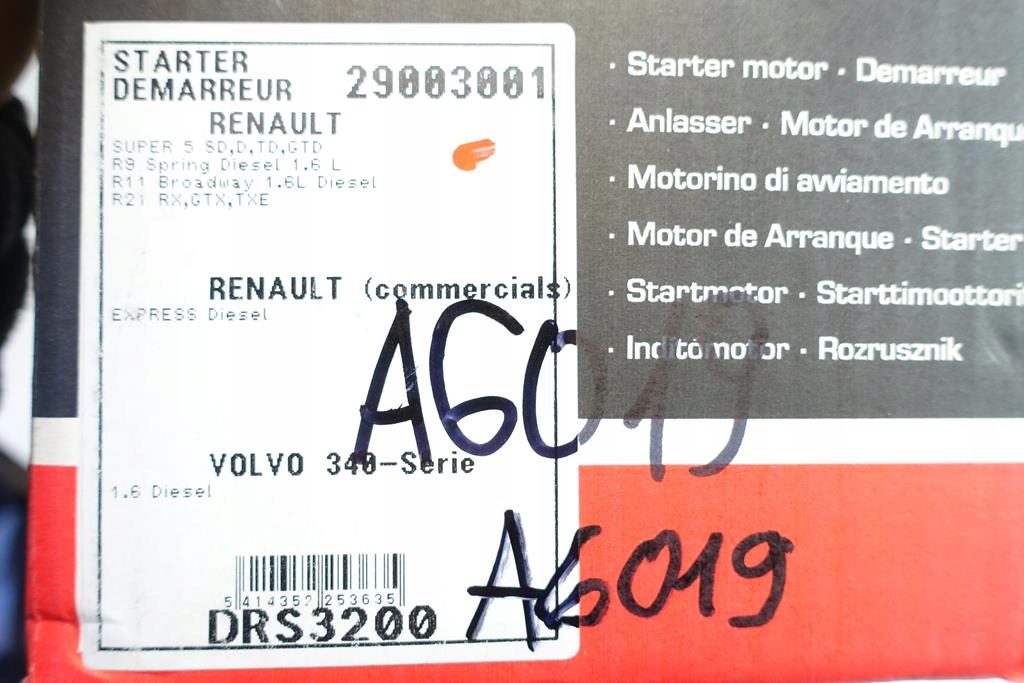 STARTER
DEMARREUR 29003001
RENAULT
SUPER 5 SD,D,TD,GTD
R9 Spring Diesel 1.6 L
R11 Broadway 1.6L Diesel
R21 RX,GTX,TXE
RENAULT (commercials)
EXPRESS Diesel
VOLVO 340-Serie
1.6 Diesel
5 414352 253635
DRS3200
· Starter motor · Demarreur
· Anlasser · Motor de Arranqu
· Motorino di avviamento
· Motor de Arranque · Starter
· Startmotor · Starttimoottori
· Inditómotor · Rozrusznik
A6019
A6019